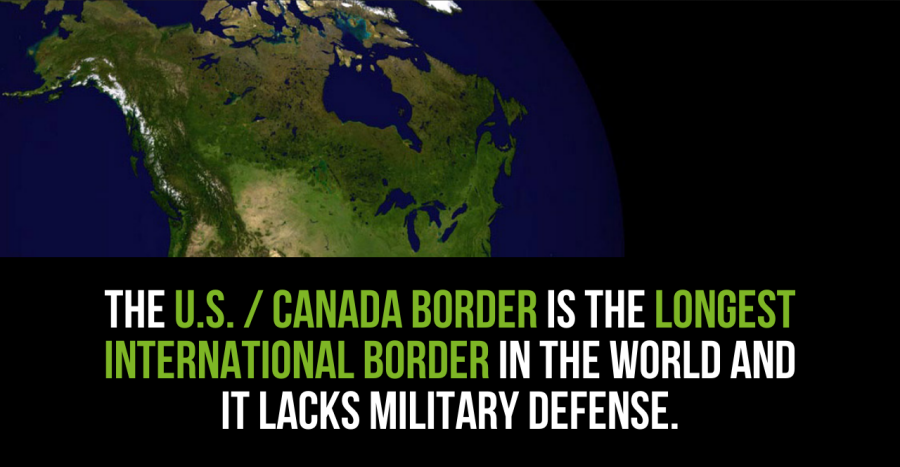 THE U.S. / CANADA BORDER IS THE LONGEST
INTERNATIONAL BORDER IN THE WORLD AND
IT LACKS MILITARY DEFENSE.